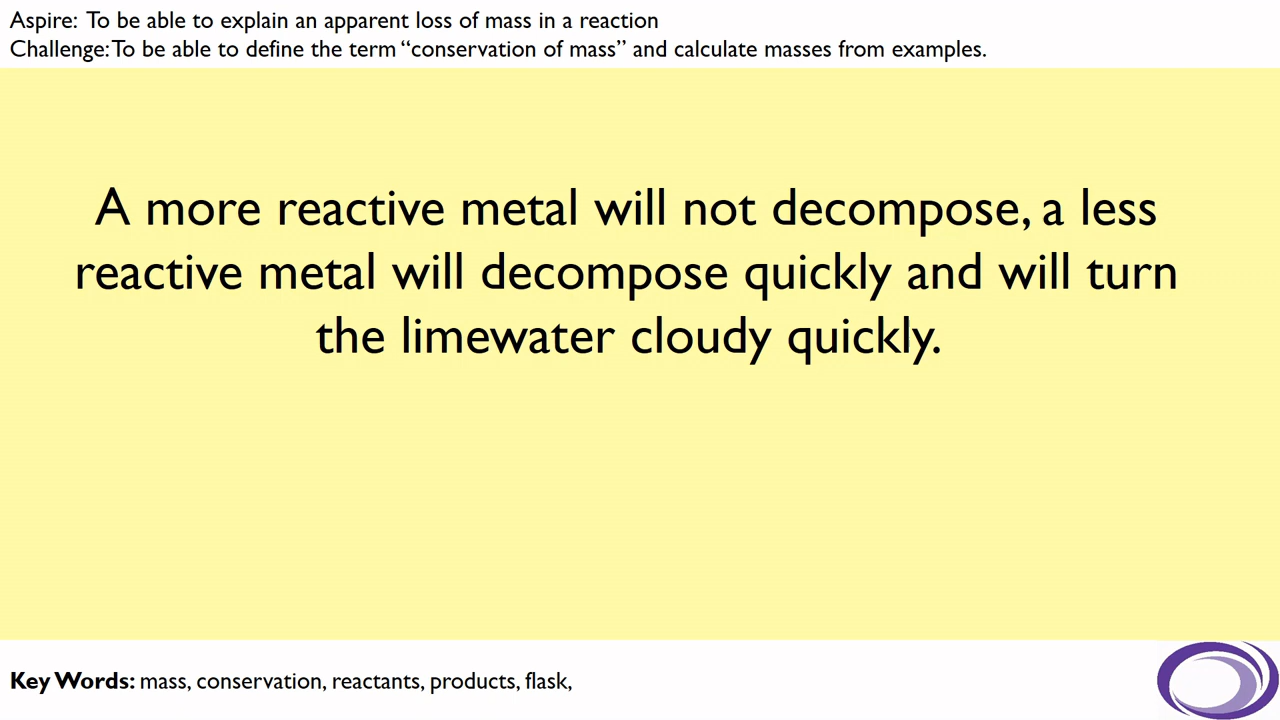 Aspire: To be able to explain an apparent loss of mass in a reaction
Challenge: To be able to define the term “conservation of mass” and calculate masses from examples.
A more reactive metal will not decompose, a less
reactive metal will decompose quickly and will turn
the limewater cloudy quickly.
Key Words: mass, conservation, reactants, products, flask,